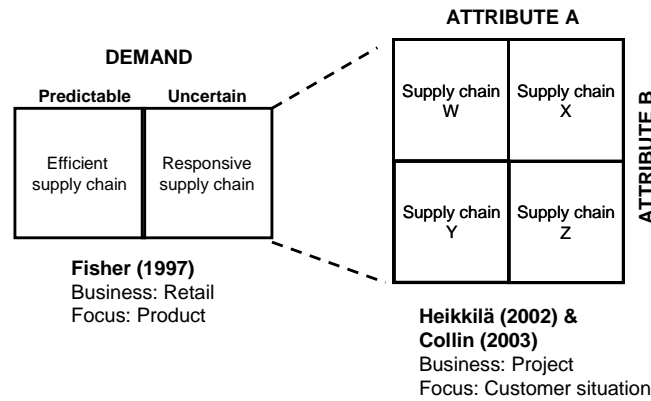 DEMAND
Predictable
Uncertain
Efficient
supply chain
Responsive
supply chain
Fisher (1997)
Business: Retail
Focus: Product
ATTRIBUTE A
Supply chain
W
Supply chain
X
Supply chain
Y
Supply chain
Z
ATTRIBUTE B
Heikkilä (2002) &
Collin (2003)
Business: Project
Focus: Customer situation